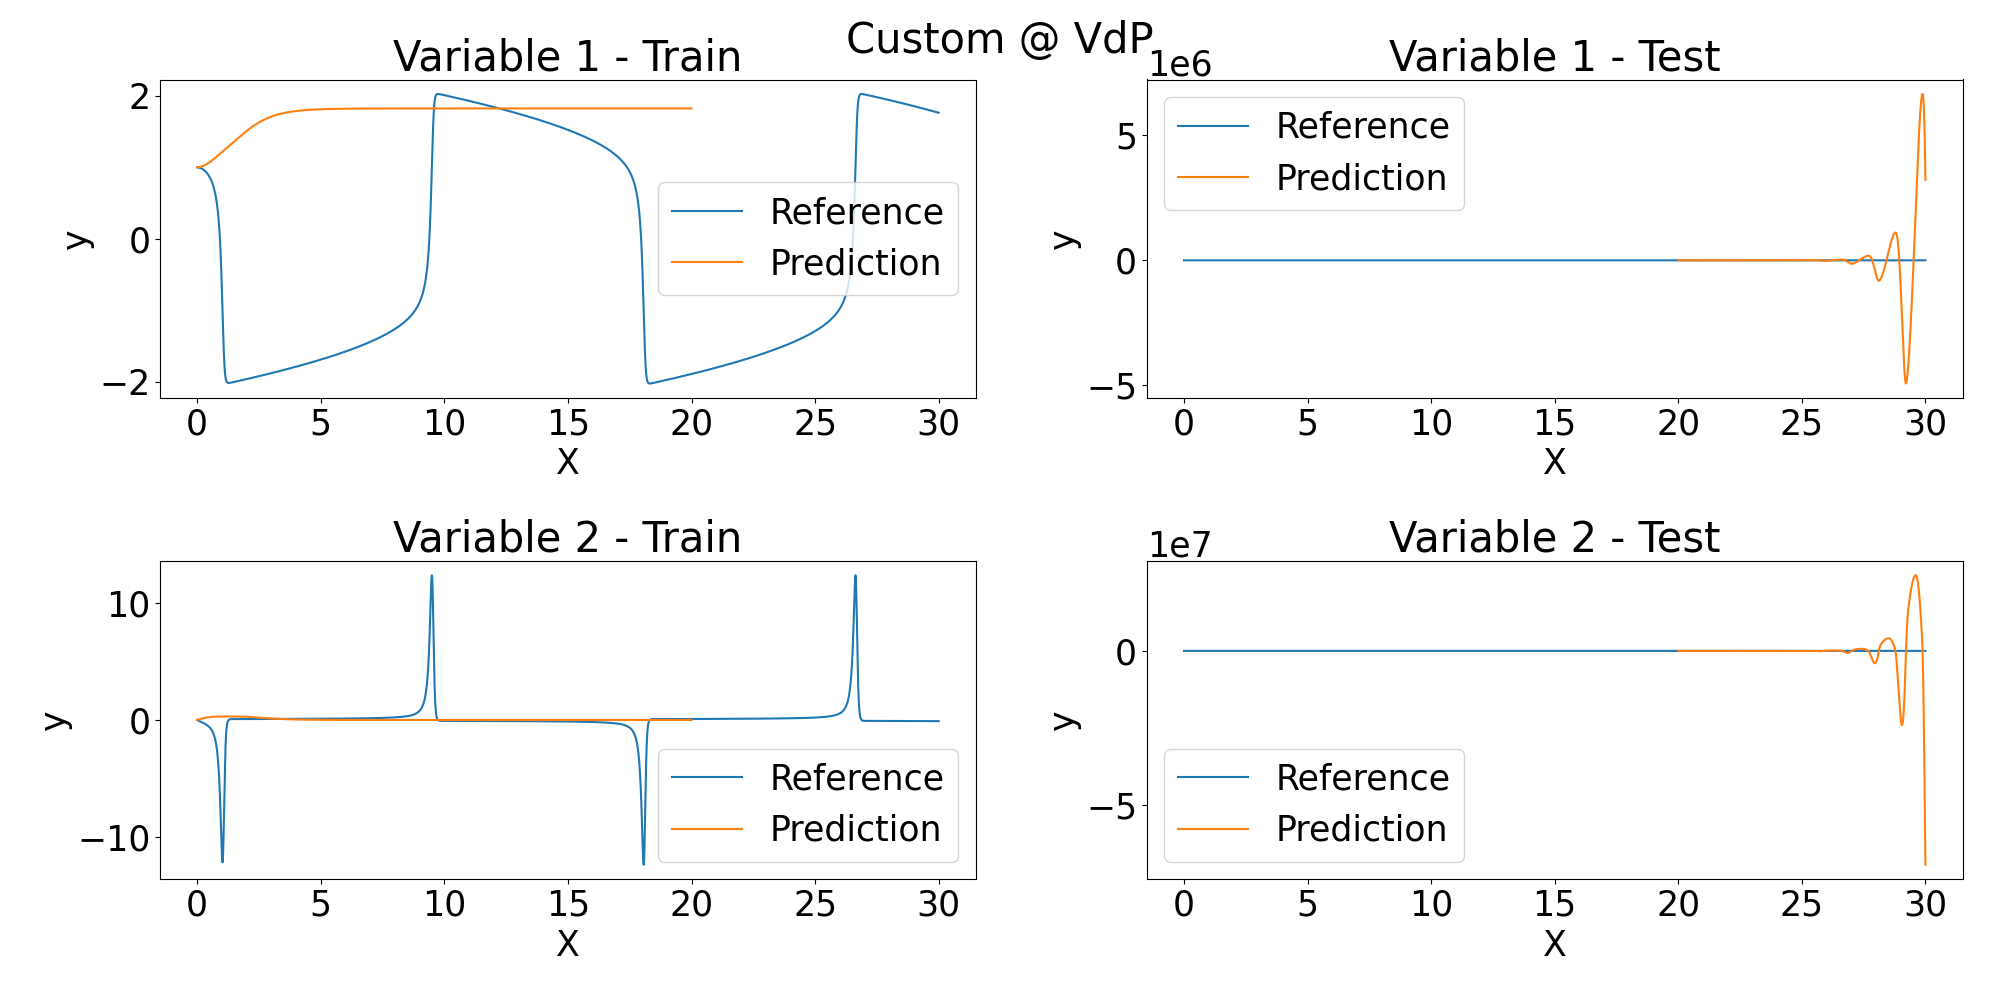 Custom @ VdP
Variable 1 - Train
y
2
0
−2
0 5 10 15 20 25 30
X
Reference
Prediction
Variable 1 - Test
1e6
y
5
0
−5
0 5 10 15 20 25 30
X
Reference
Prediction
Variable 2 - Train
y
10
0
−10
0 5 10 15 20 25 30
X
Reference
Prediction
Variable 2 - Test
1e7
y
0
−5
0 5 10 15 20 25 30
X
Reference
Prediction